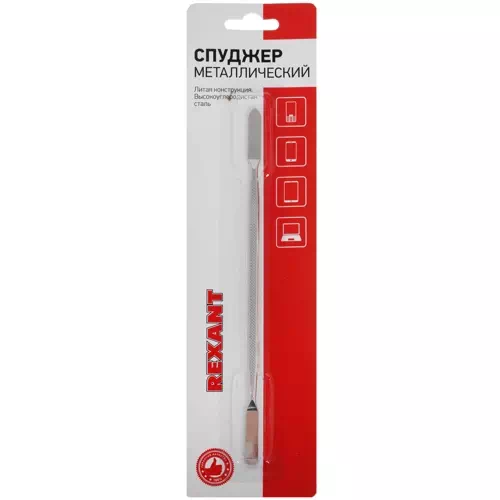 СПУДЖЕР
МЕТАЛЛИЧЕСКИЙ
Литая конструкция.
Высокоуглеродистая
сталь
REXANT